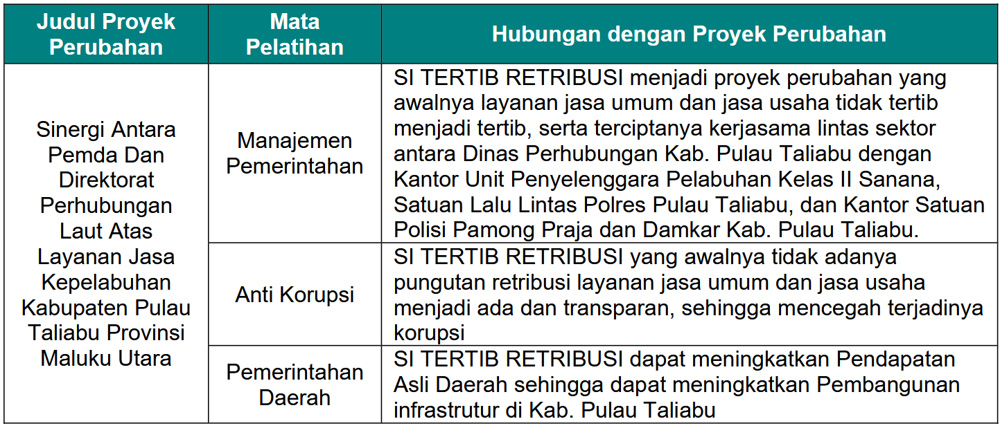 Judul Proyek
Perubahan
Mata
Pelatihan
Hubungan dengan Proyek Perubahan
Sinergi Antara
Pemda Dan
Direktorat
Perhubungan
Laut Atas
Layanan Jasa
Kepelabuhan
Kabupaten Pulau
Taliabu Provinsi
Maluku Utara
Manajemen
Pemerintahan
SI TERTIB RETRIBUSI menjadi proyek perubahan yang
awalnya layanan jasa umum dan jasa usaha tidak tertib
menjadi tertib, serta terciptanya kerjasama lintas sektor
antara Dinas Perhubungan Kab. Pulau Taliabu dengan
Kantor Unit Penyelenggara Pelabuhan Kelas II Sanana,
Satuan Lalu Lintas Polres Pulau Taliabu, dan Kantor Satuan
Polisi Pamong Praja dan Damkar Kab. Pulau Taliabu.
Anti Korupsi
SI TERTIB RETRIBUSI yang awalnya tidak adanya
pungutan retribusi layanan jasa umum dan jasa usaha
menjadi ada dan transparan, sehingga mencegah terjadinya
korupsi
Pemerintahan
Daerah
SI TERTIB RETRIBUSI dapat meningkatkan Pendapatan
Asli Daerah sehingga dapat meningkatkan Pembangunan
infrastrutur di Kab. Pulau Taliabu